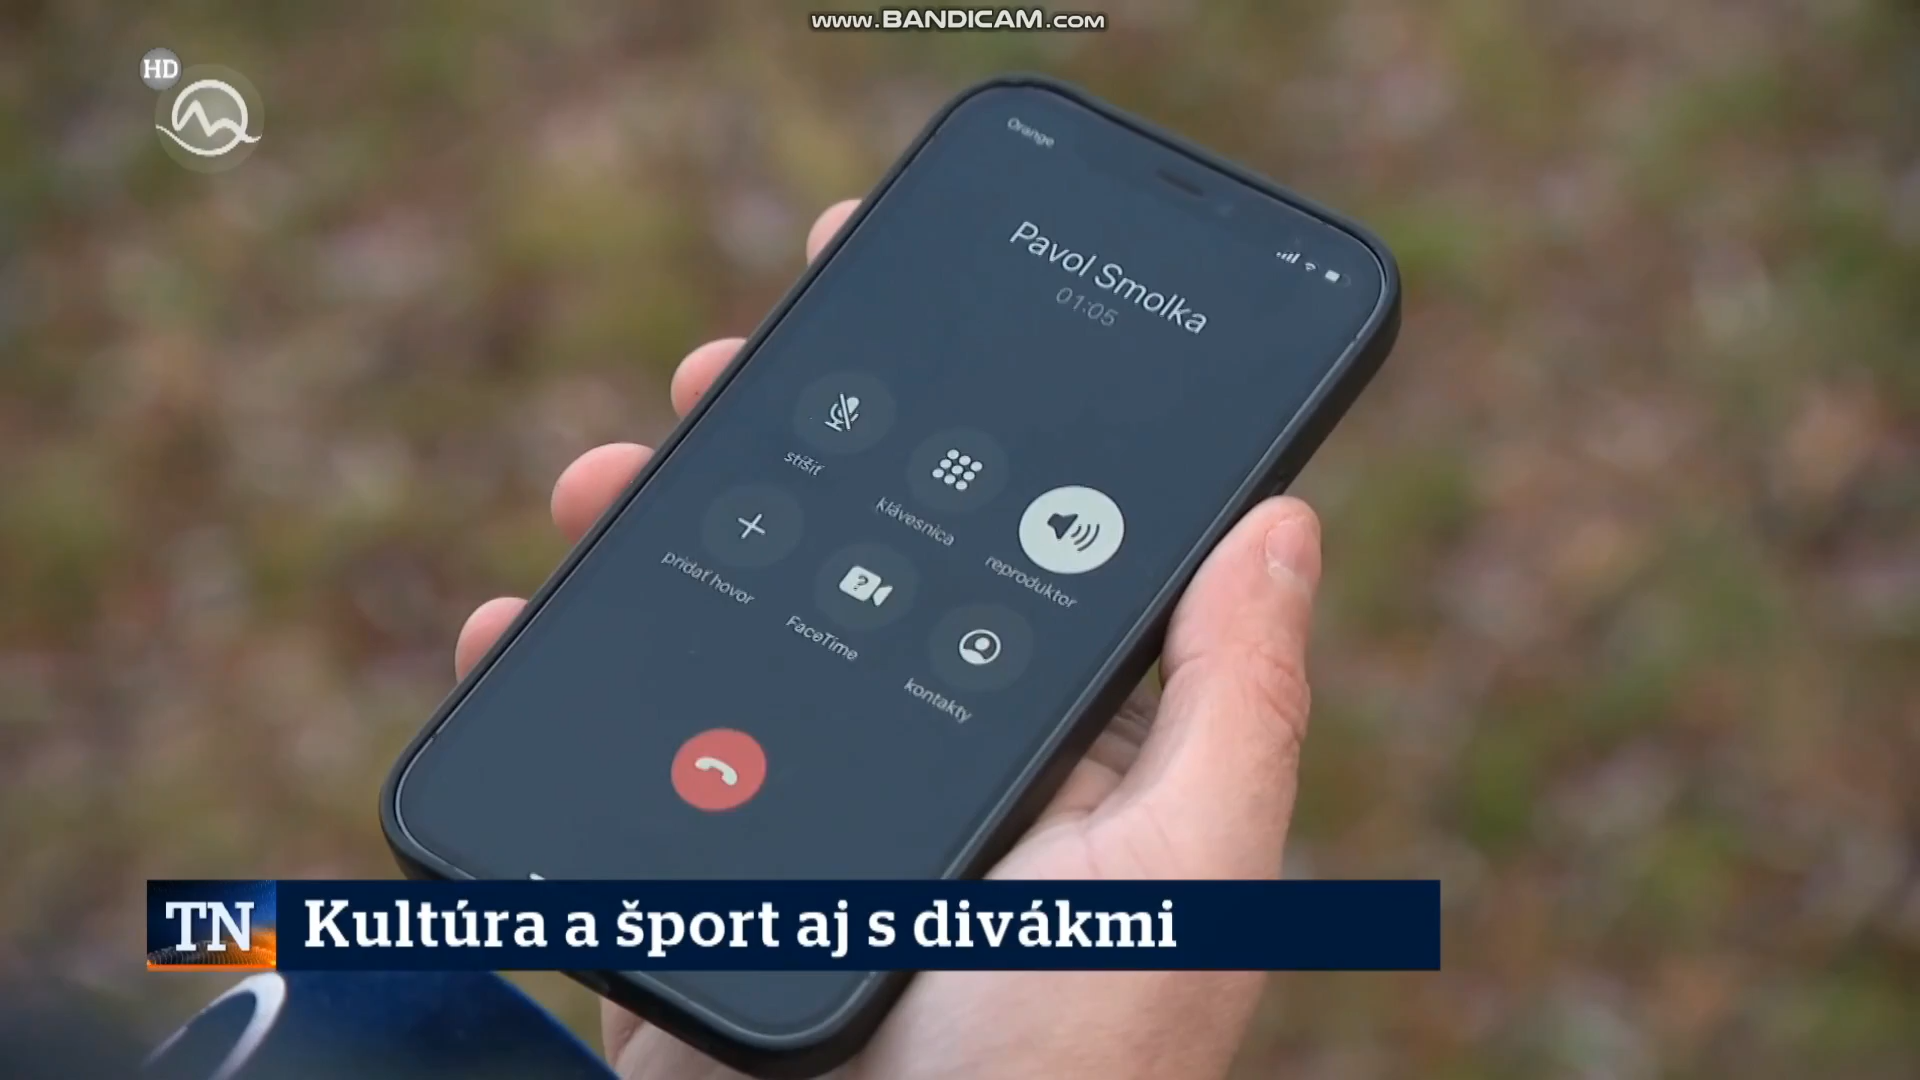 www.BANDICAM.com
HD
Orange
Pavol Smolka
01:05
stíšiť
klávesnica
reproduktor
pridať hovor
FaceTime
kontakty
TN Kultúra a šport aj s divákmi